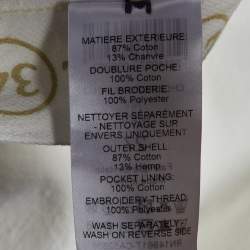 M
MATIERE EXTERIEURE:
87% Coton
13% Chanvre
DOUBLURE POCHE:
100% Coton
FIL BRODERIE:
100% Polyester
NETTOYER SÉPARÉMENT
- NETTOYAGE SUR
ENVERS UNIQUEMENT
OUTER SHELL:
87% Cotton
13% Hemp
POCKET LINING:
100% Cotton
EMBROIDERY THREAD:
100% Polyester
WASH SEPARATELY
WASH ON REVERSE SIDE